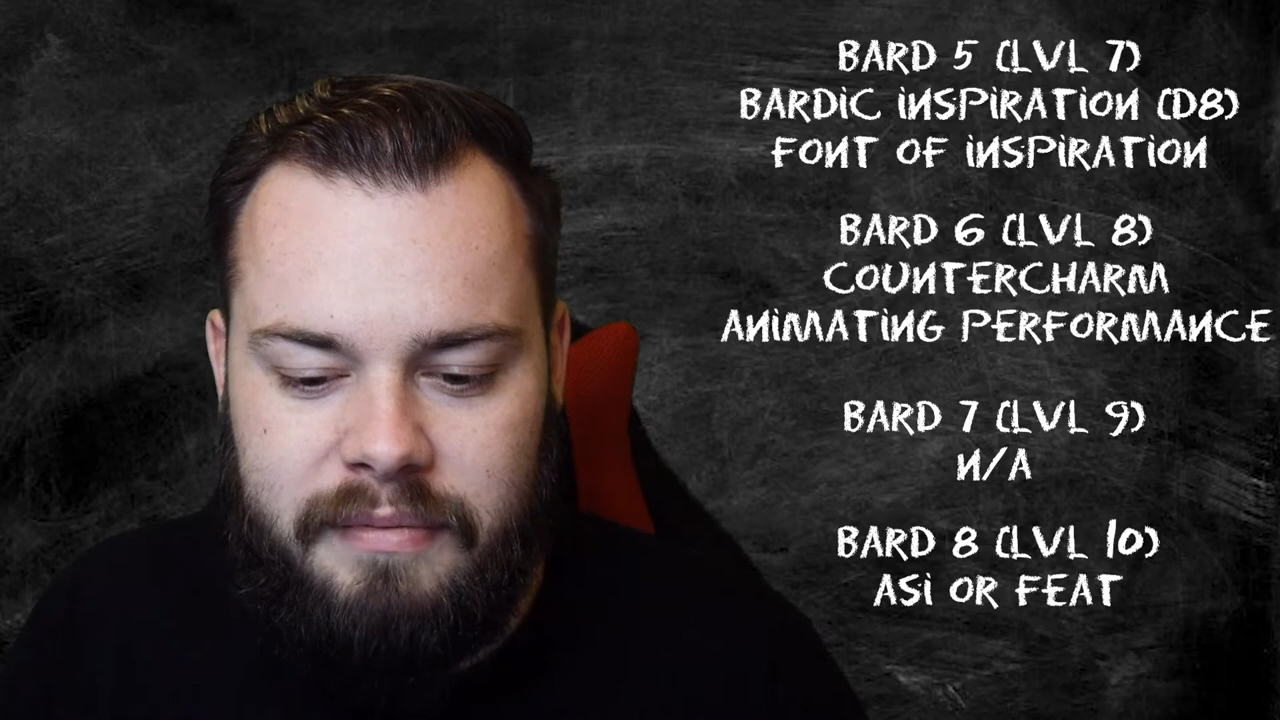 BARD 5 (LVL 7)
BARDIC INSPIRATION (D8)
FONT OF INSPIRATION
BARD 6 (LVL 8)
COUNTERCHARM
ANIMATING PERFORMANCE
BARD 7 (LVL 9)
N/A
BARD 8 (LVL 10)
ASI OR FEAT